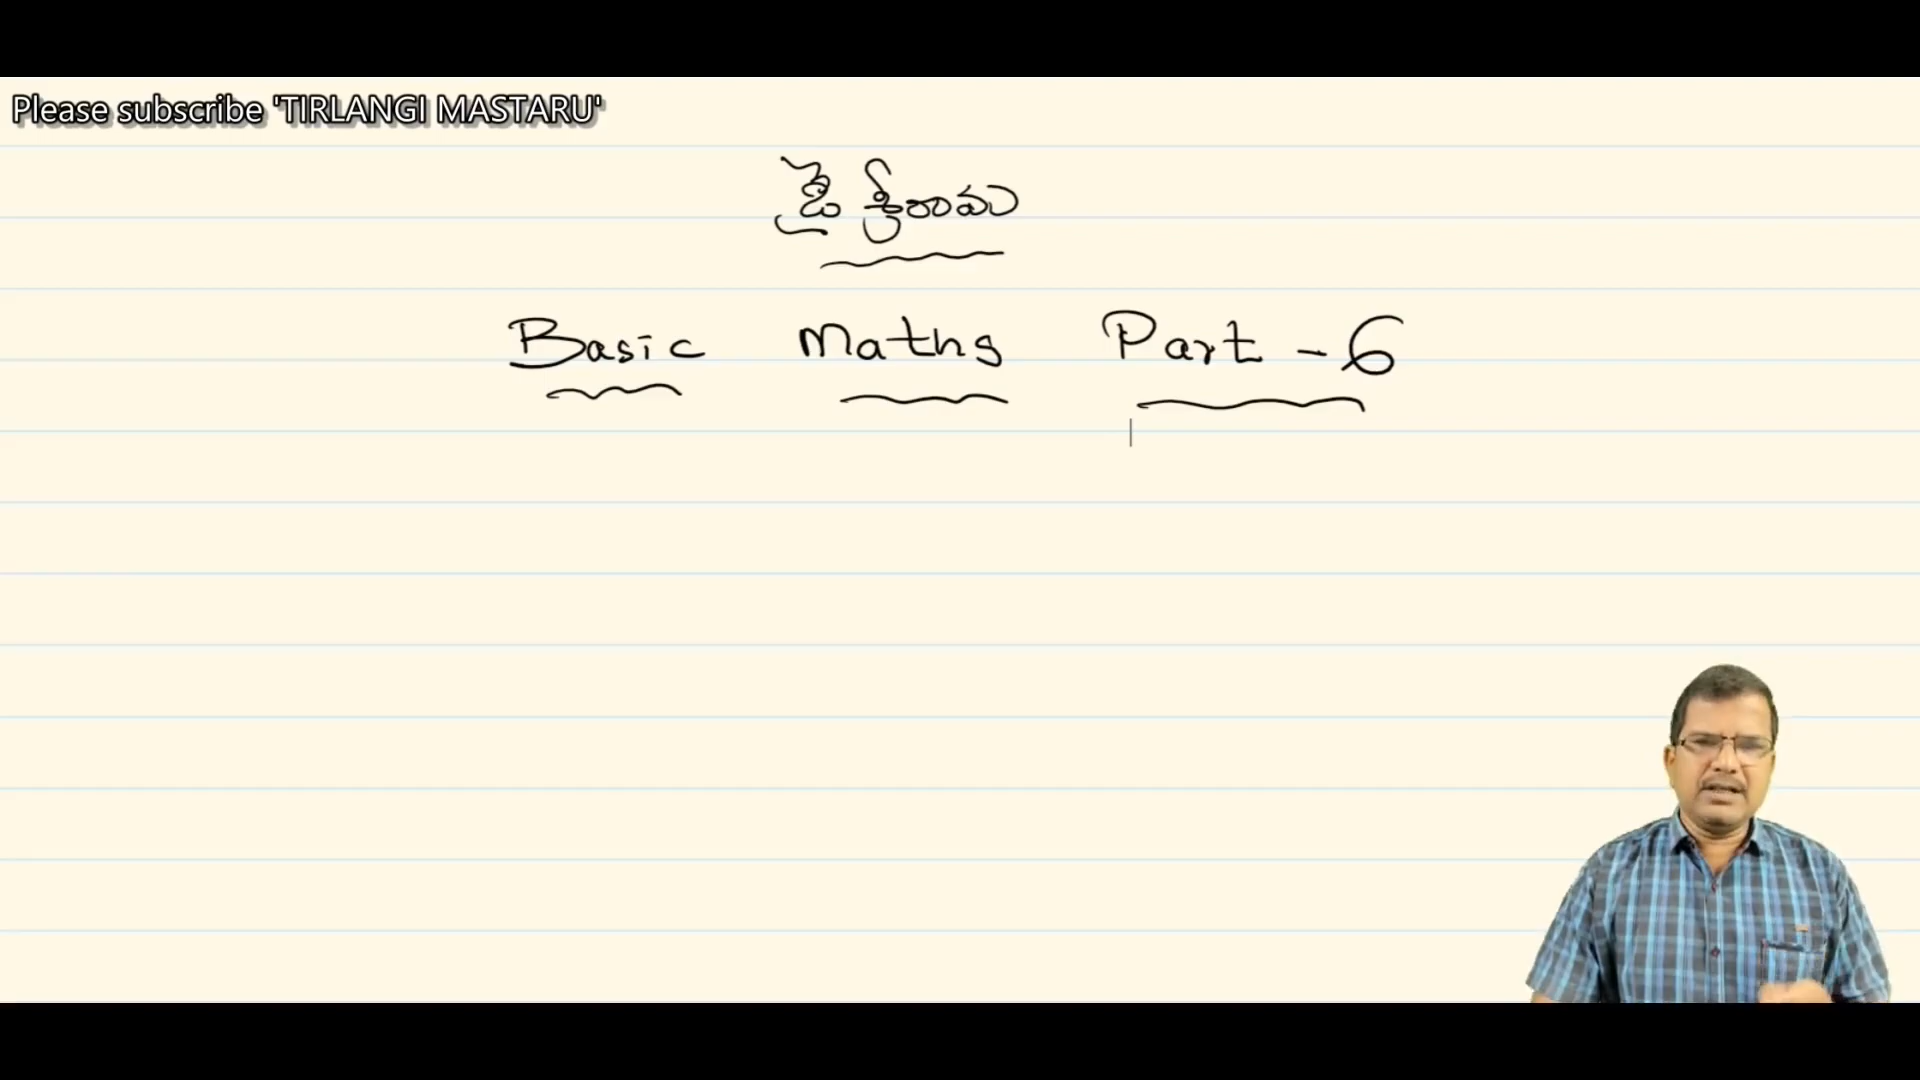 Please subscribe 'TIRLANGI MASTARU'
జై శ్రీరామ
Basic Maths Part - 6